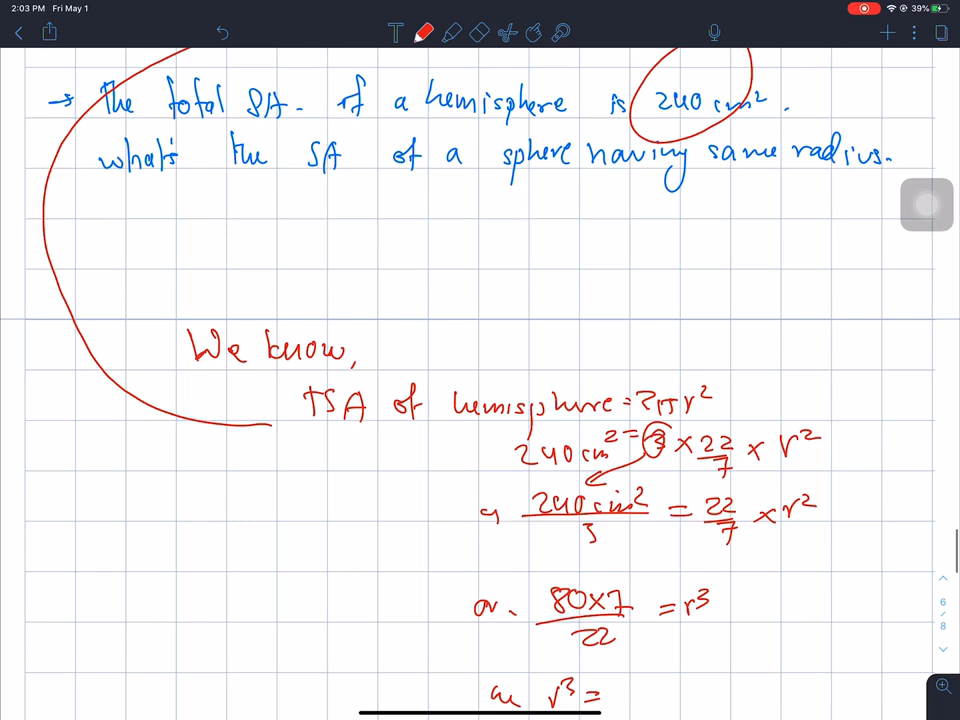 2:03 PM Fri May 1
39%
→ The total SA. of a hemisphere is 240 cm².
what's the SA of a sphere having same radius.
We know,
TSA of hemisphere = 3πr²
240 cm² = 3 × 22/7 × r²
240 cm²/3 = 22/7 × r²
or. 80×7/22 = r³
r³ =
6
/
8